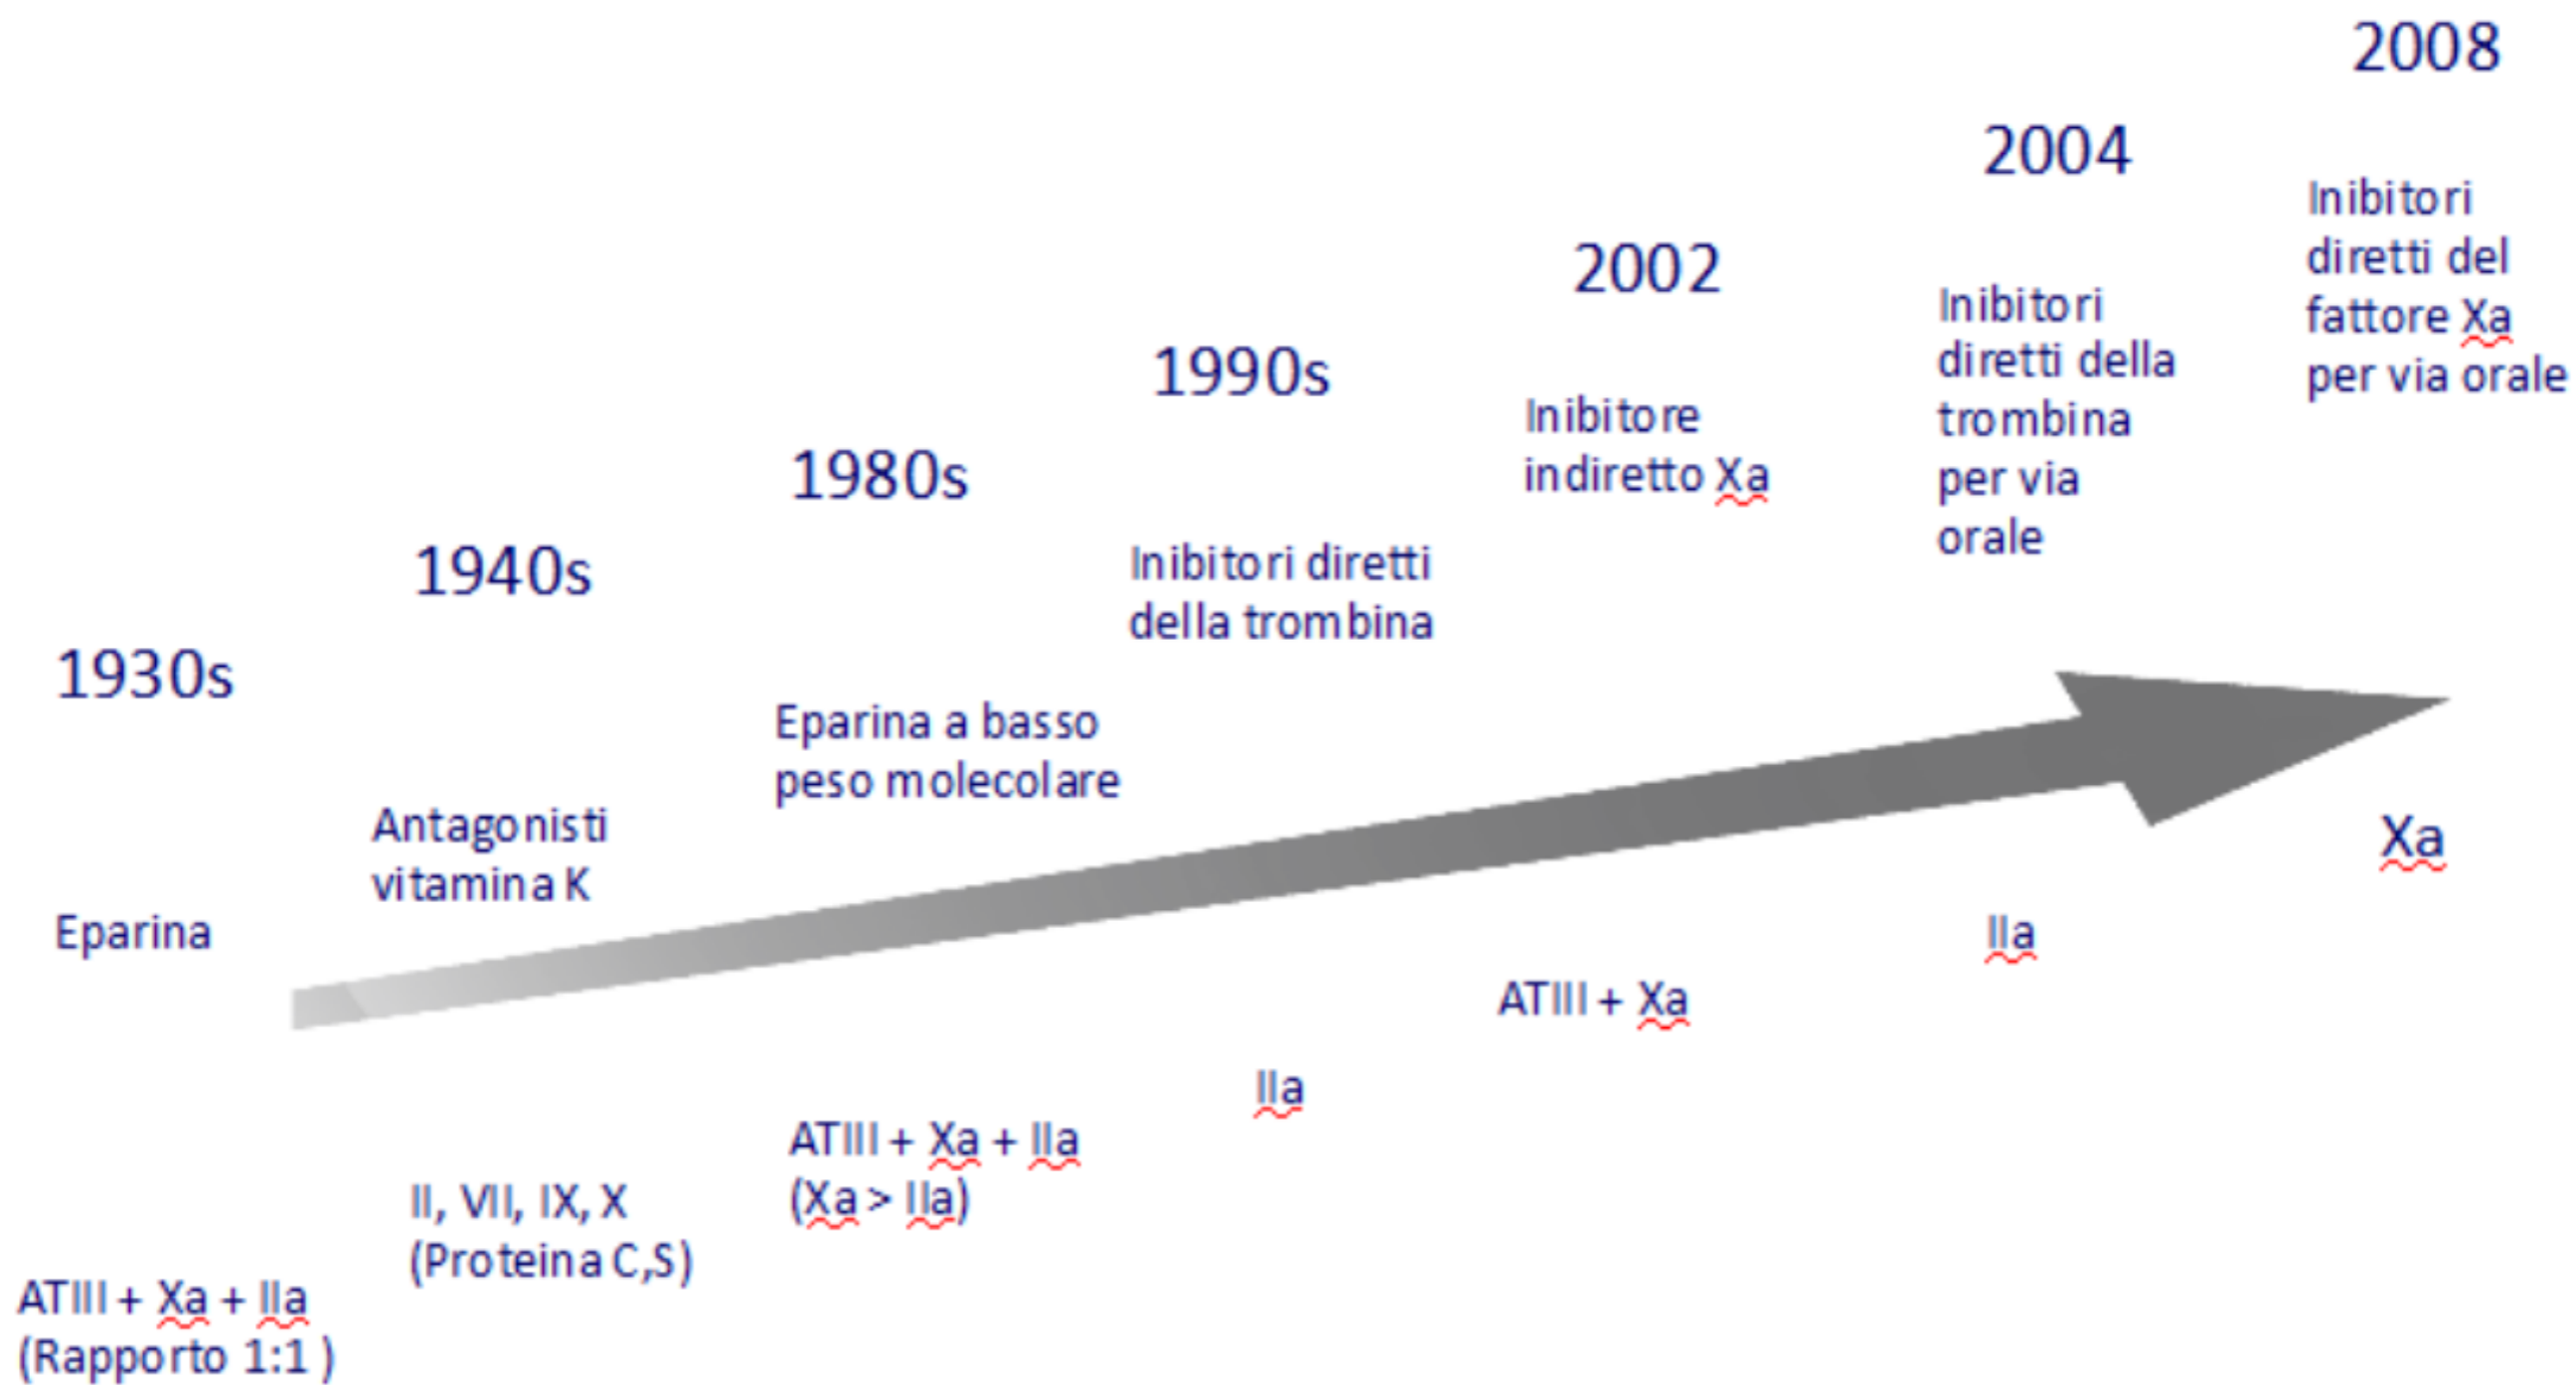 1930s
Eparina
ATIII + Xa + IIa
(Rapporto 1:1 )
1940s
Antagonisti
vitamina K
II, VII, IX, X
(Proteina C,S)
1980s
Eparina a basso
peso molecolare
ATIII + Xa + IIa
(Xa > IIa)
1990s
Inibitori diretti
della trombina
IIa
2002
Inibitore
indiretto Xa
ATIII + Xa
2004
Inibitori
diretti della
trombina
per via
orale
IIa
2008
Inibitori
diretti del
fattore Xa
per via orale
Xa